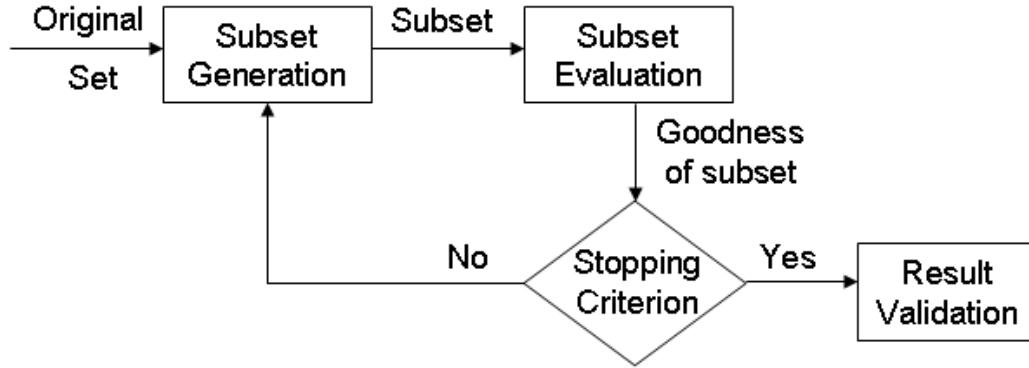 Original
Set
Subset
Generation
Subset
Subset
Evaluation
Goodness
of subset
No
Stopping
Criterion
Yes
Result
Validation